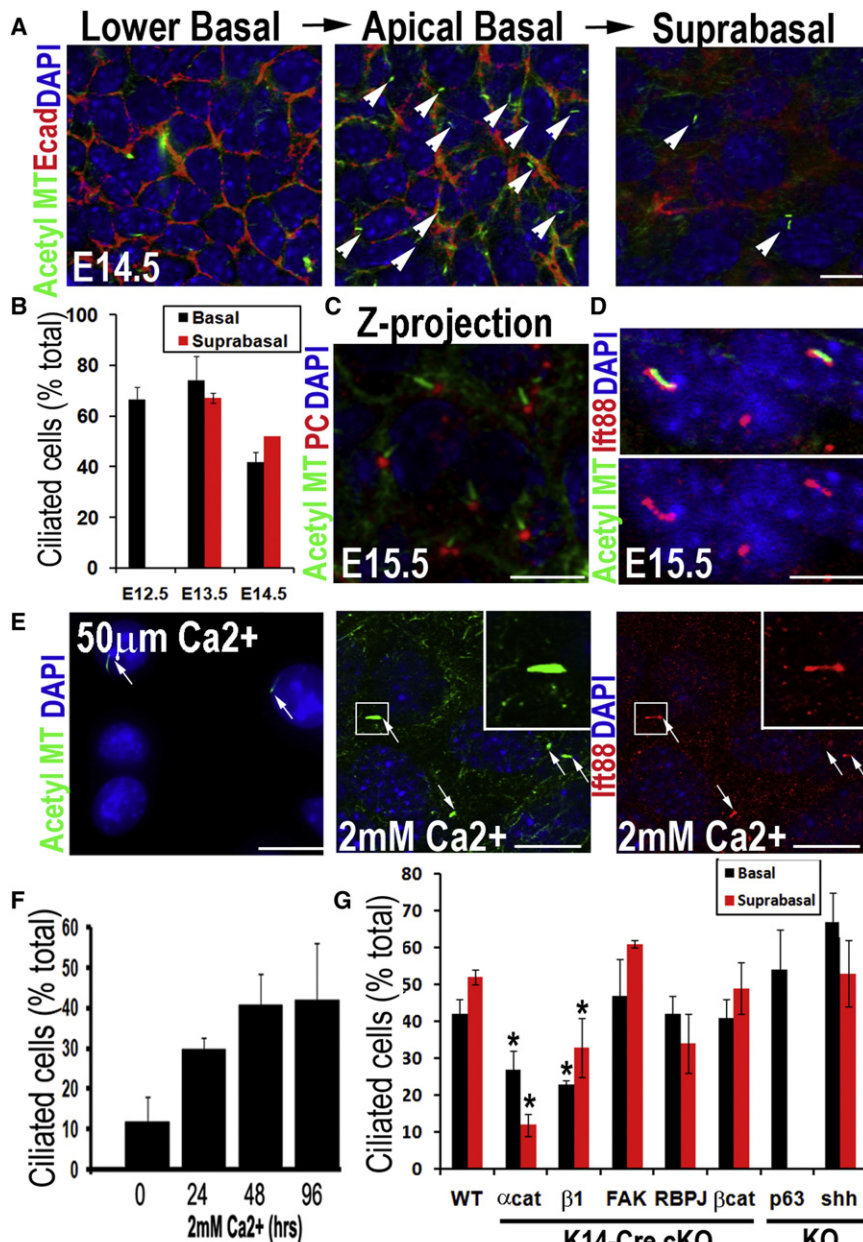 A
Lower Basal
Apical Basal
Suprabasal
Acetyl MT Ecad DAPI
E14.5
B
Ciliated cells (% total)
100
80
60
40
20
0
Basal
Suprabasal
E12.5
E13.5
E14.5
C
Z-projection
Acetyl MT PC DAPI
E15.5
D
Acetyl MT Ift88 DAPI
E15.5
E
Acetyl MT DAPI
50μm Ca2+
2mM Ca2+
Ift88 DAPI
2mM Ca2+
F
Ciliated cells (% total)
60
50
40
30
20
10
0
0
24
48
96
2mM Ca2+ (hrs)
G
Ciliated cells (% total)
80
70
60
50
40
30
20
10
0
Basal
Suprabasal
*
*
*
*
WT
αcat
β1
FAK
RBPJ
βcat
p63
shh
K14-Cre cKO
KO